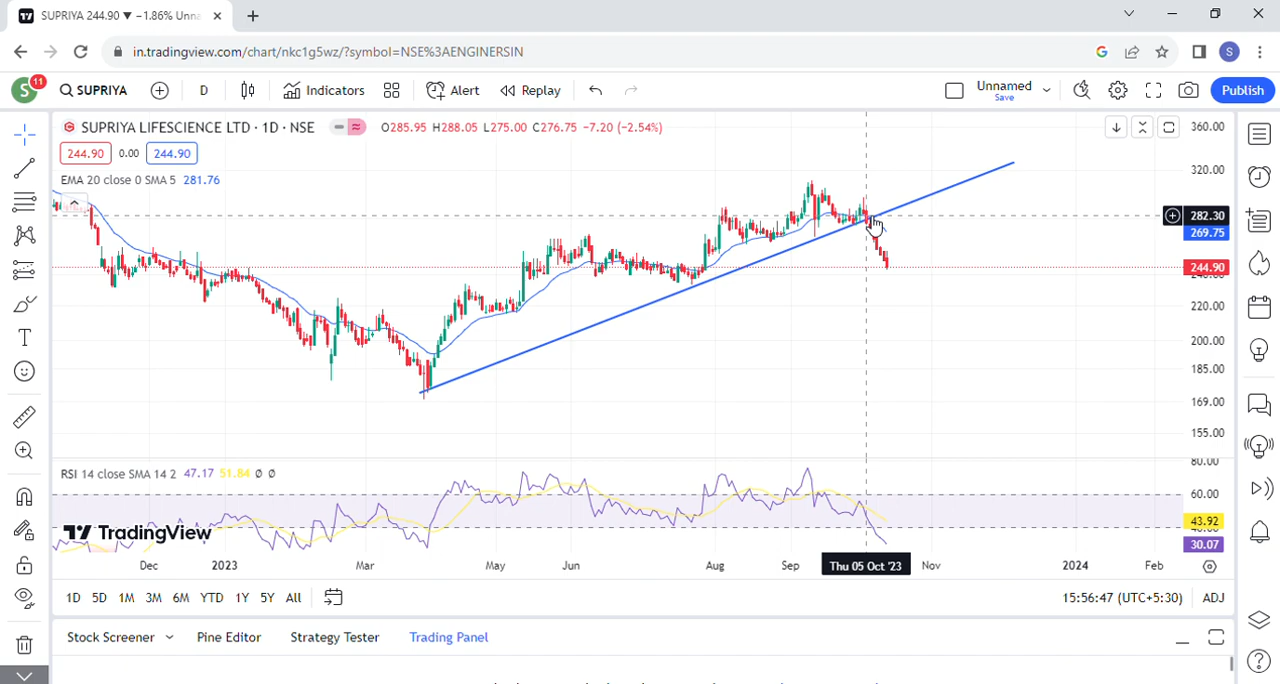 SUPRIYA 244.90 ▼ −1.86% Unna
in.tradingview.com/chart/nkc1g5wz/?symbol=NSE%3AENGINERSIN
S
S 11 SUPRIYA D Indicators Alert Replay Unnamed Save Publish
SUPRIYA LIFESCIENCE LTD · 1D · NSE O285.95 H288.05 L275.00 C276.75 −7.20 (−2.54%)
244.90 0.00 244.90
EMA 20 close 0 SMA 5 281.76
360.00
320.00
282.30
269.75
244.90
220.00
200.00
185.00
169.00
155.00
RSI 14 close SMA 14 2 47.17 51.84 Ø Ø
80.00
60.00
43.92
30.07
TradingView
Dec 2023 Mar May Jun Aug Sep Thu 05 Oct '23 Nov 2024 Feb
1D 5D 1M 3M 6M YTD 1Y 5Y All 15:56:47 (UTC+5:30) ADJ
Stock Screener Pine Editor Strategy Tester Trading Panel